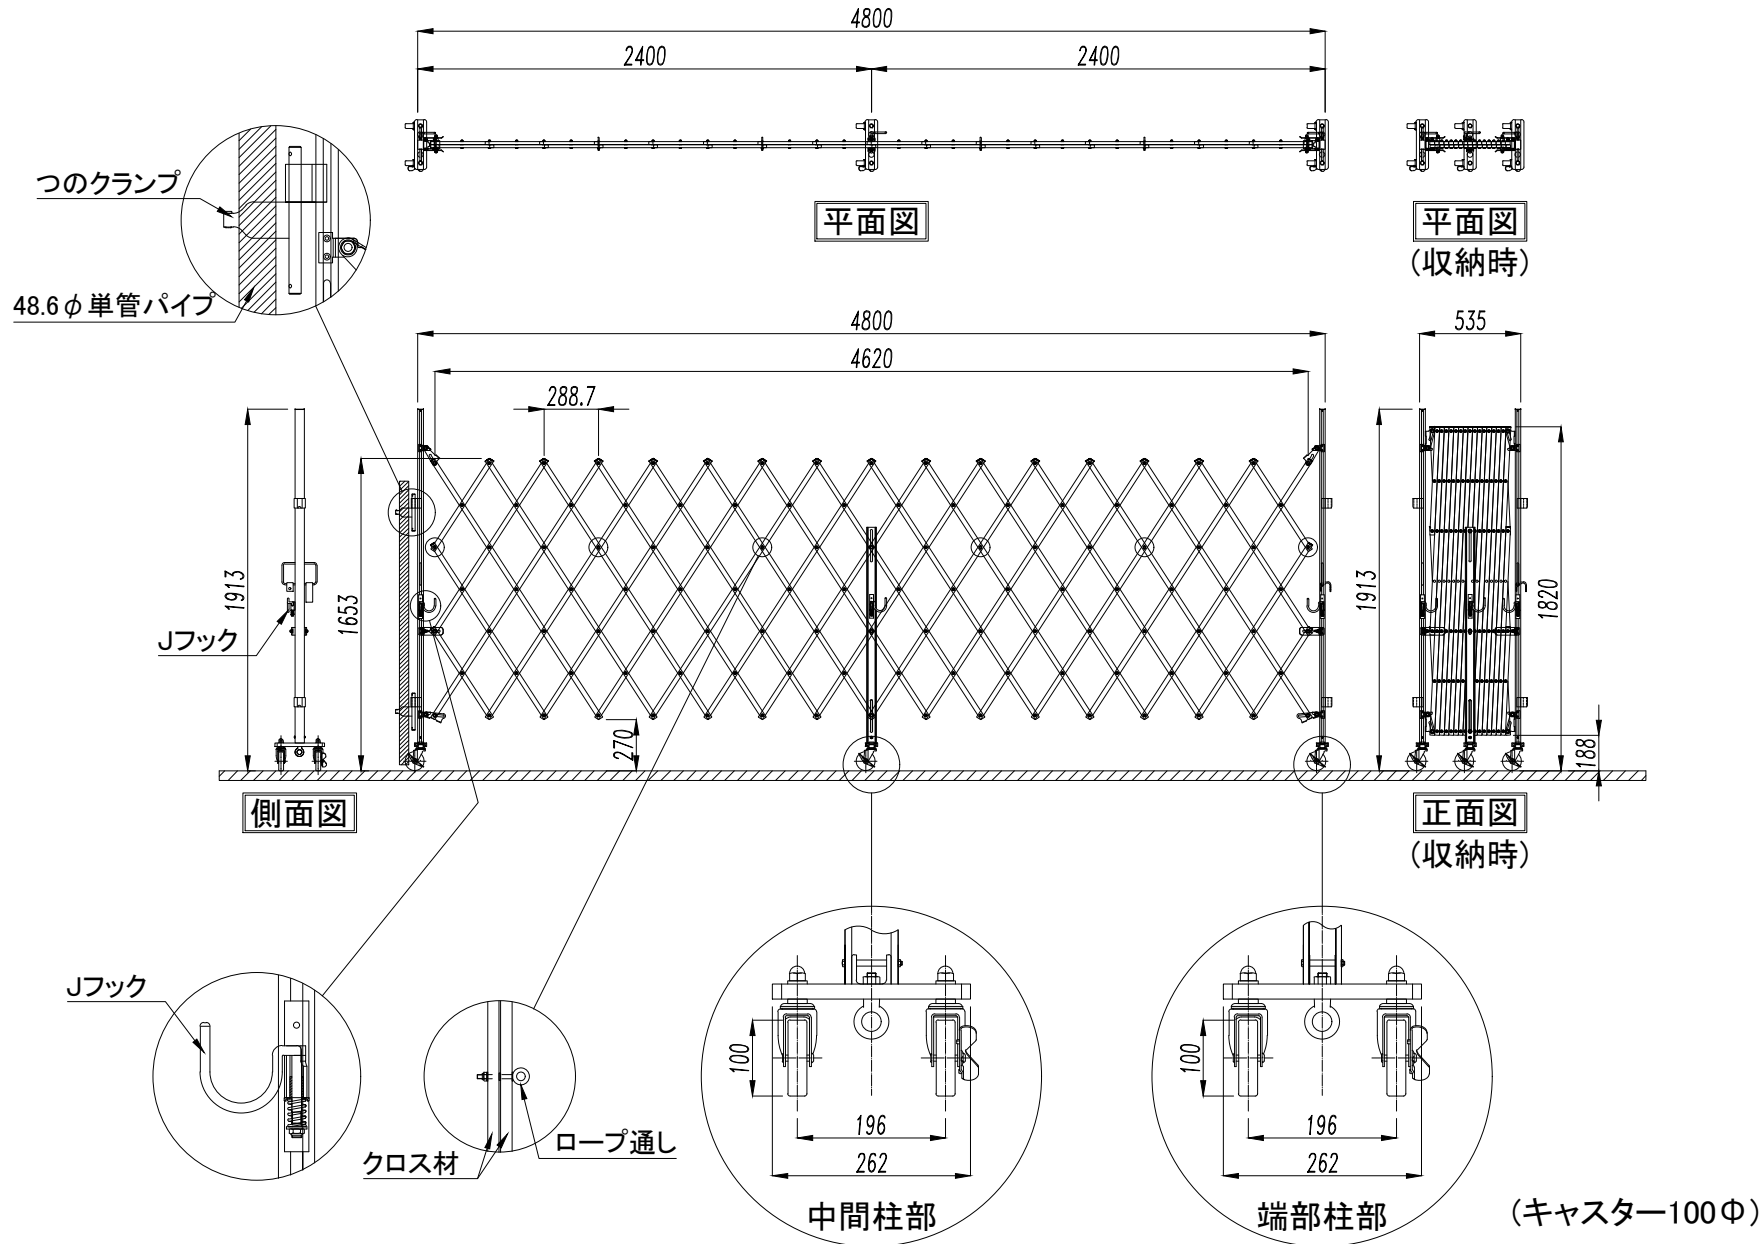 4800
2400
2400
平面図
平面図
(収納時)
つのクランプ
48.6φ単管パイプ
4800
4620
288.7
535
1913
1653
270
1913
1820
188
Jフック
側面図
正面図
(収納時)
Jフック
クロス材
ロープ通し
100
196
262
中間柱部
100
196
262
端部柱部
(キャスター100Φ)